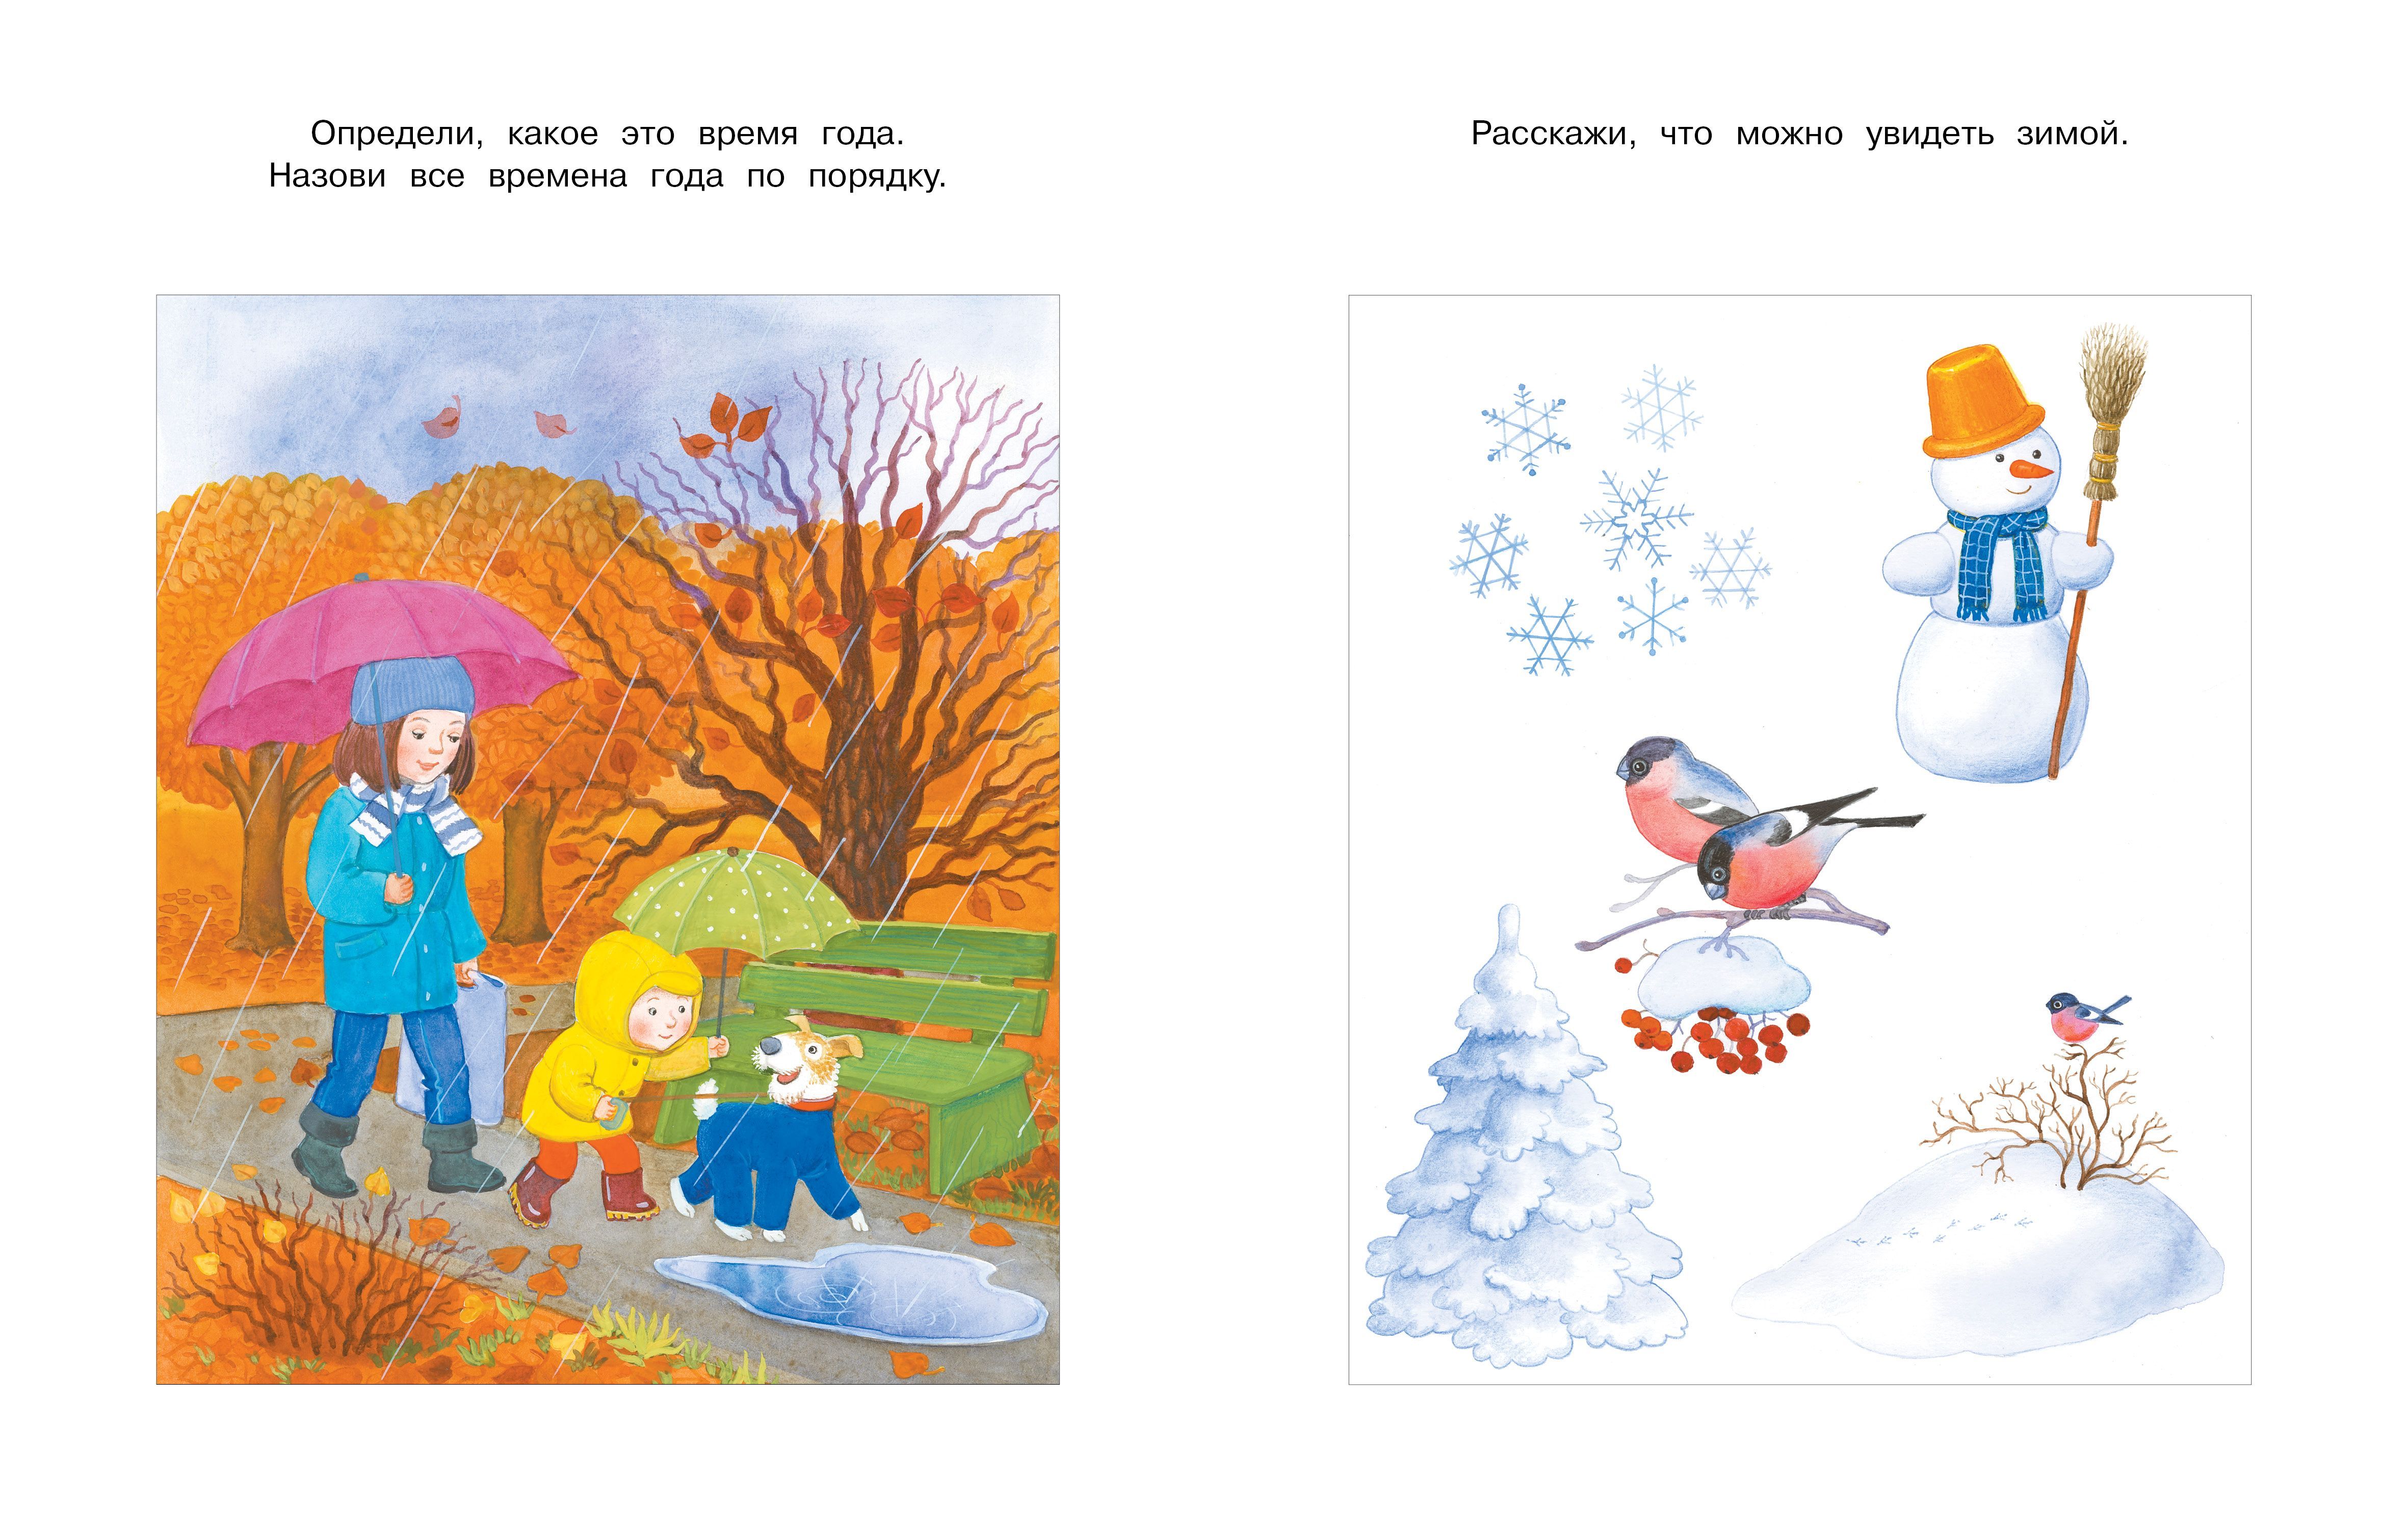 Определи, какое это время года.
Назови все времена года по порядку.
Расскажи, что можно увидеть зимой.